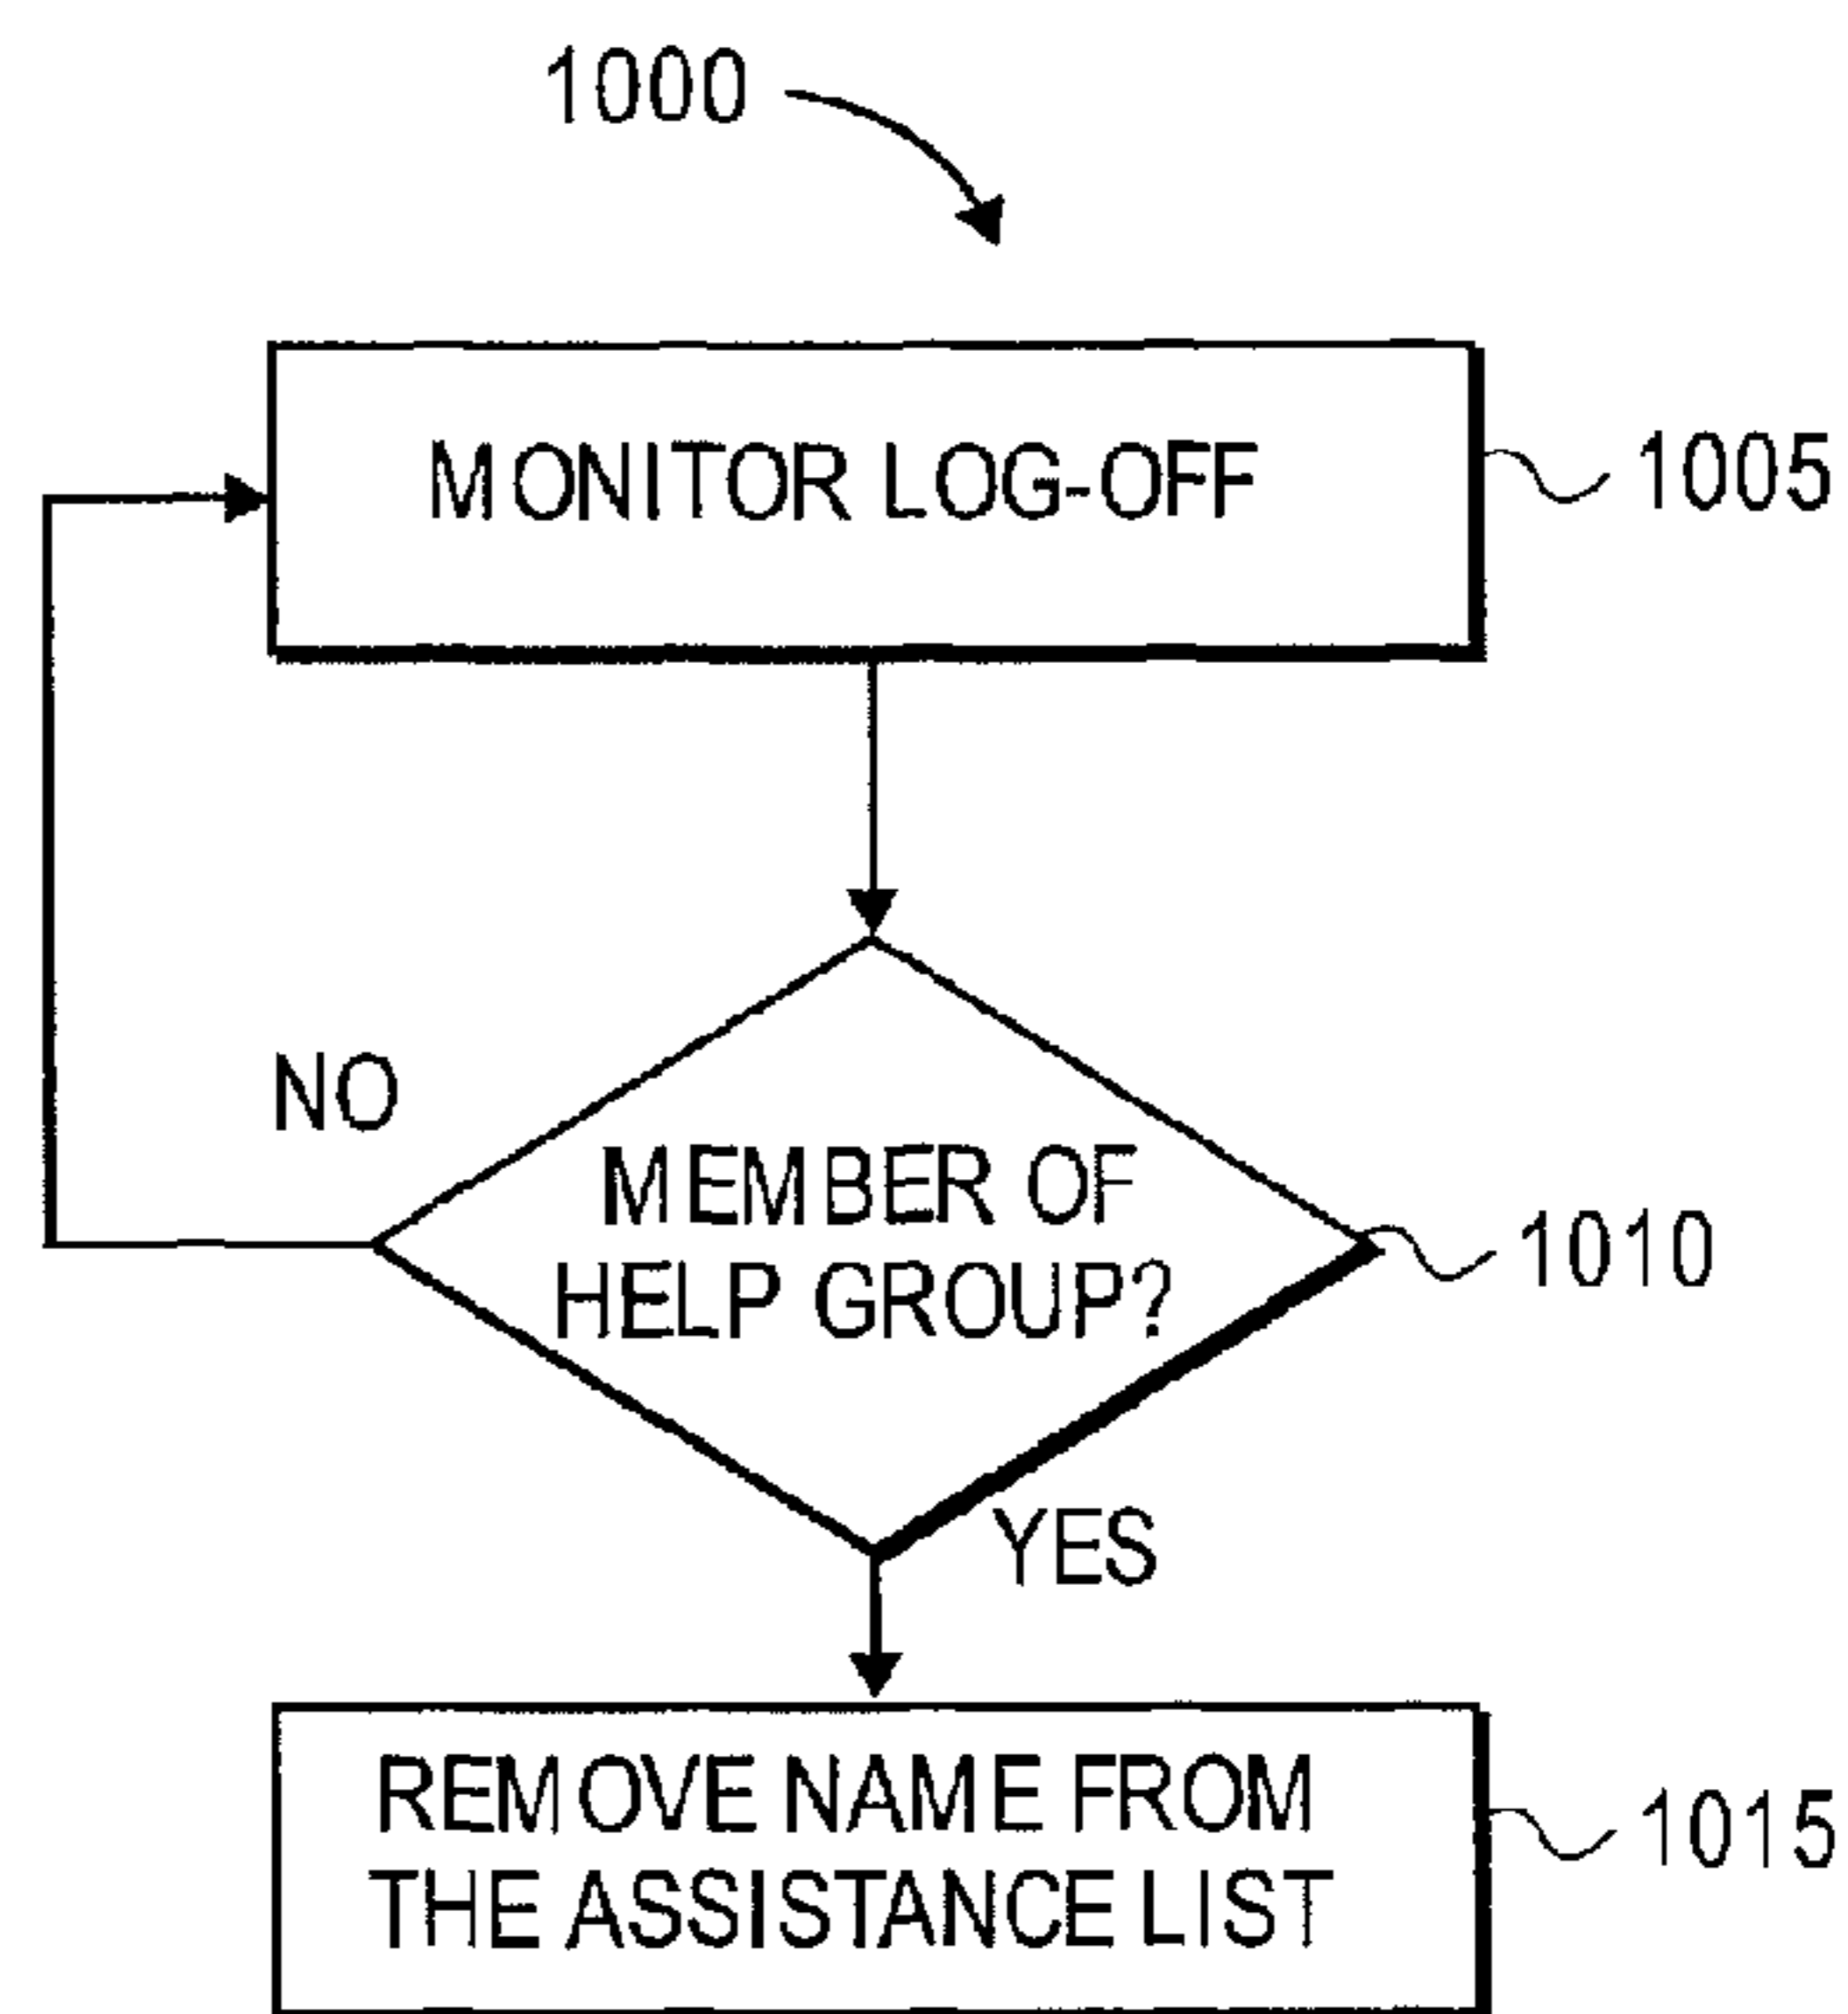 1000
MONITOR LOG-OFF
1005
NO
MEMBER OF
HELP GROUP?
1010
YES
REMOVE NAME FROM
THE ASSISTANCE LIST
1015